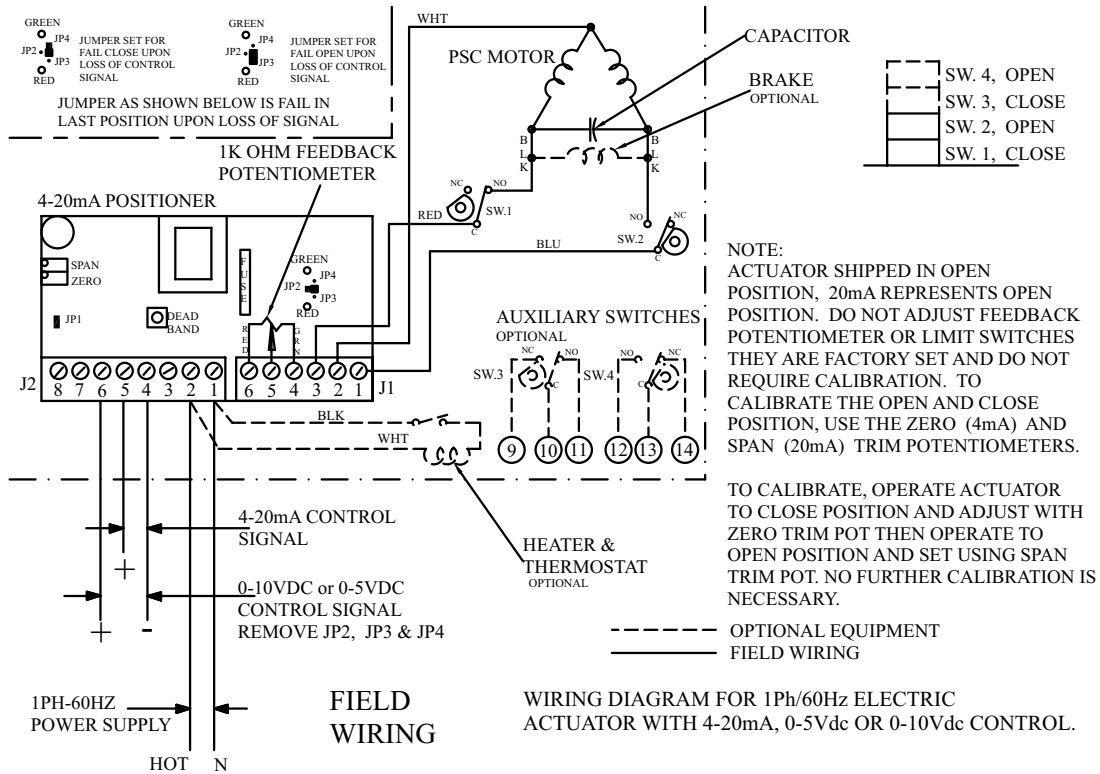 GREEN
JP4
JP2
JP3
RED
JUMPER SET FOR
FAIL CLOSE UPON
LOSS OF CONTROL
SIGNAL
GREEN
JP4
JP2
JP3
RED
JUMPER SET FOR
FAIL OPEN UPON
LOSS OF CONTROL
SIGNAL
JUMPER AS SHOWN BELOW IS FAIL IN
LAST POSITION UPON LOSS OF SIGNAL
WHT
PSC MOTOR
CAPACITOR
BRAKE
OPTIONAL
BLK
BLK
SW. 4, OPEN
SW. 3, CLOSE
SW. 2, OPEN
SW. 1, CLOSE
1K OHM FEEDBACK
POTENTIOMETER
4-20mA POSITIONER
NC
NO
SW.1
C
RED
NO
NC
SW.2
C
BLU
SPAN
ZERO
JP1
DEAD
BAND
FUSE
GREEN
JP4
JP2
JP3
RED
RED
GRN
J2
8 7 6 5 4 3 2 1
6 5 4 3 2 1
J1
AUXILIARY SWITCHES
OPTIONAL
NC
NO
SW.3
C
SW.4
NO
NC
C
9 10 11 12 13 14
BLK
WHT
HEATER &
THERMOSTAT
OPTIONAL
NOTE:
ACTUATOR SHIPPED IN OPEN
POSITION, 20mA REPRESENTS OPEN
POSITION. DO NOT ADJUST FEEDBACK
POTENTIOMETER OR LIMIT SWITCHES
THEY ARE FACTORY SET AND DO NOT
REQUIRE CALIBRATION. TO
CALIBRATE THE OPEN AND CLOSE
POSITION, USE THE ZERO (4mA) AND
SPAN (20mA) TRIM POTENTIOMETERS.
TO CALIBRATE, OPERATE ACTUATOR
TO CLOSE POSITION AND ADJUST WITH
ZERO TRIM POT THEN OPERATE TO
OPEN POSITION AND SET USING SPAN
TRIM POT. NO FURTHER CALIBRATION IS
NECESSARY.
4-20mA CONTROL
SIGNAL
+
0-10VDC or 0-5VDC
CONTROL SIGNAL
REMOVE JP2, JP3 & JP4
+ -
OPTIONAL EQUIPMENT
FIELD WIRING
1PH-60HZ
POWER SUPPLY
HOT N
FIELD
WIRING
WIRING DIAGRAM FOR 1Ph/60Hz ELECTRIC
ACTUATOR WITH 4-20mA, 0-5Vdc OR 0-10Vdc CONTROL.